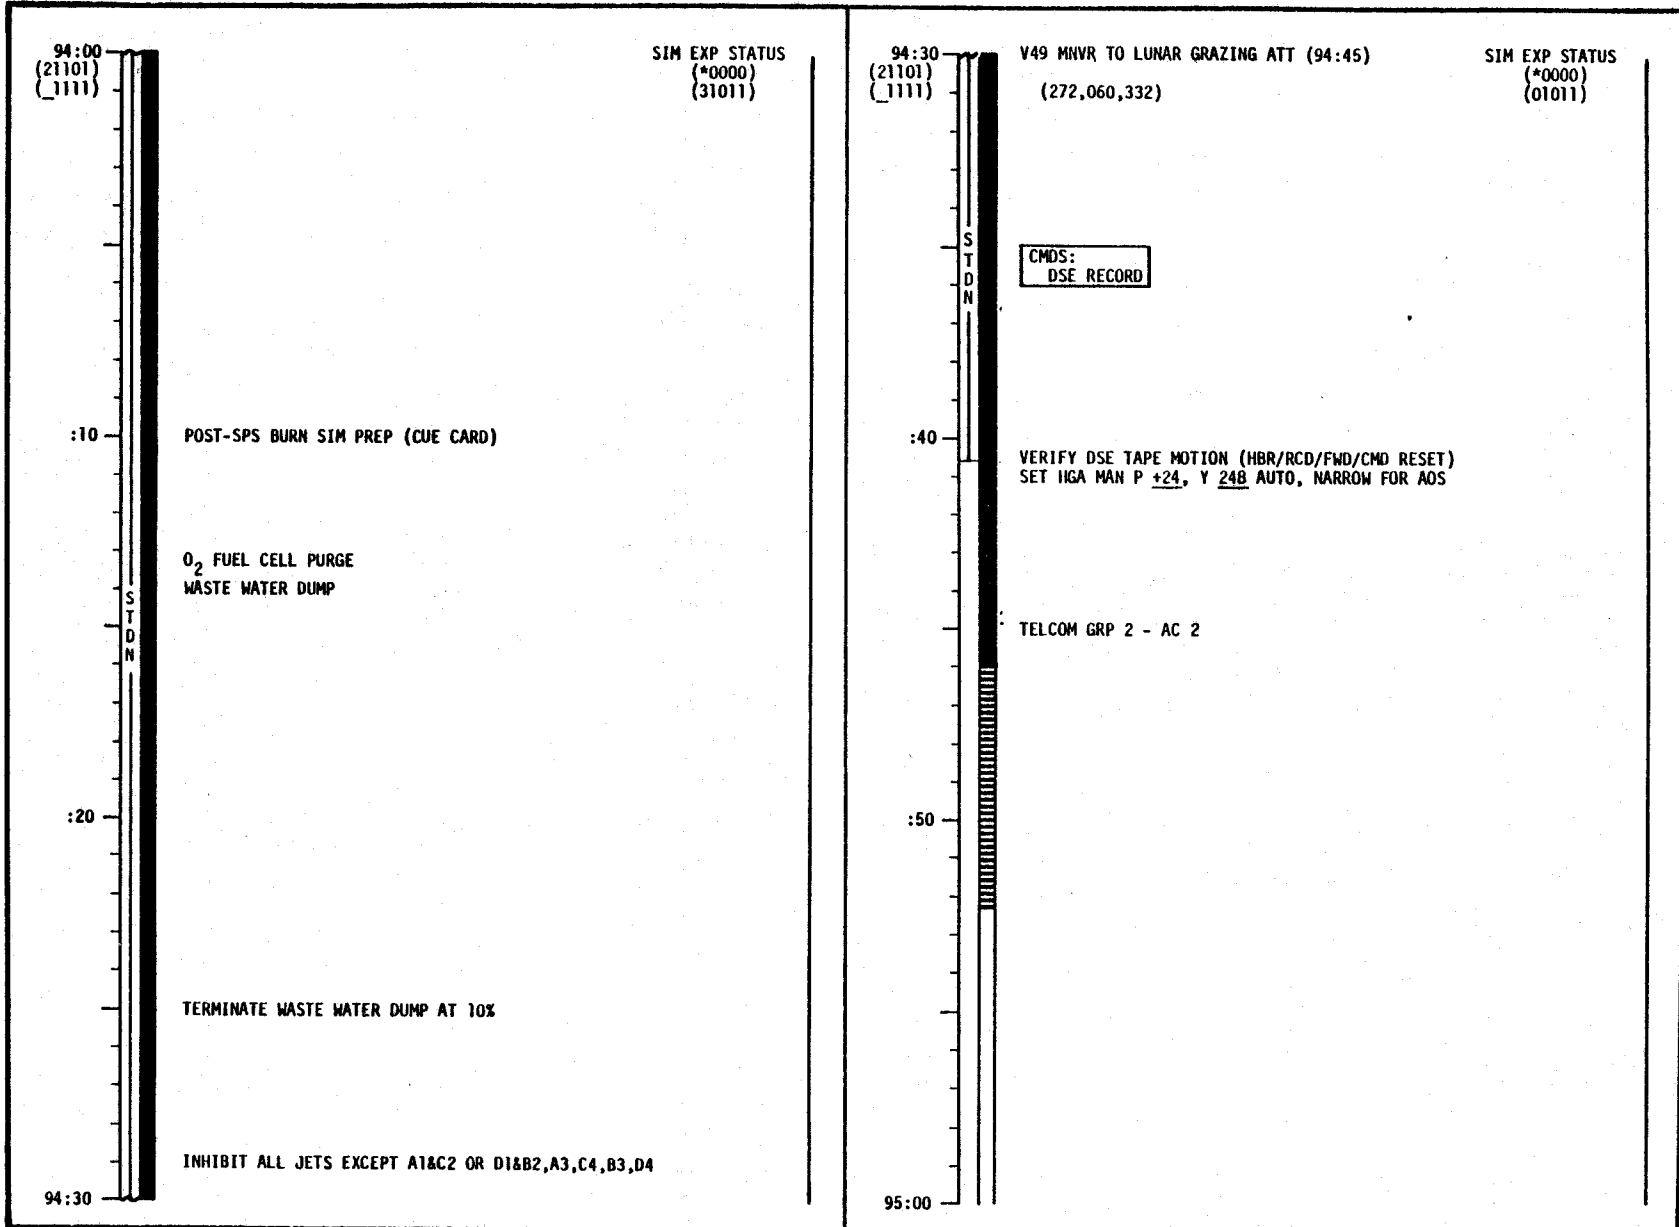 94:00
(21101)
(_1111)
SIM EXP STATUS
(*0000)
(31011)
:10
POST-SPS BURN SIM PREP (CUE CARD)
O2 FUEL CELL PURGE
WASTE WATER DUMP
STDN
:20
TERMINATE WASTE WATER DUMP AT 10%
INHIBIT ALL JETS EXCEPT A1&C2 OR D1&B2,A3,C4,B3,D4
94:30
94:30
(21101)
(_1111)
V49 MNVR TO LUNAR GRAZING ATT (94:45)
(272,060,332)
SIM EXP STATUS
(*0000)
(01011)
STDN
CMDS:
DSE RECORD
:40
VERIFY DSE TAPE MOTION (HBR/RCD/FWD/CMD RESET)
SET HGA MAN P +24, Y 248 AUTO, NARROW FOR AOS
TELCOM GRP 2 - AC 2
:50
95:00